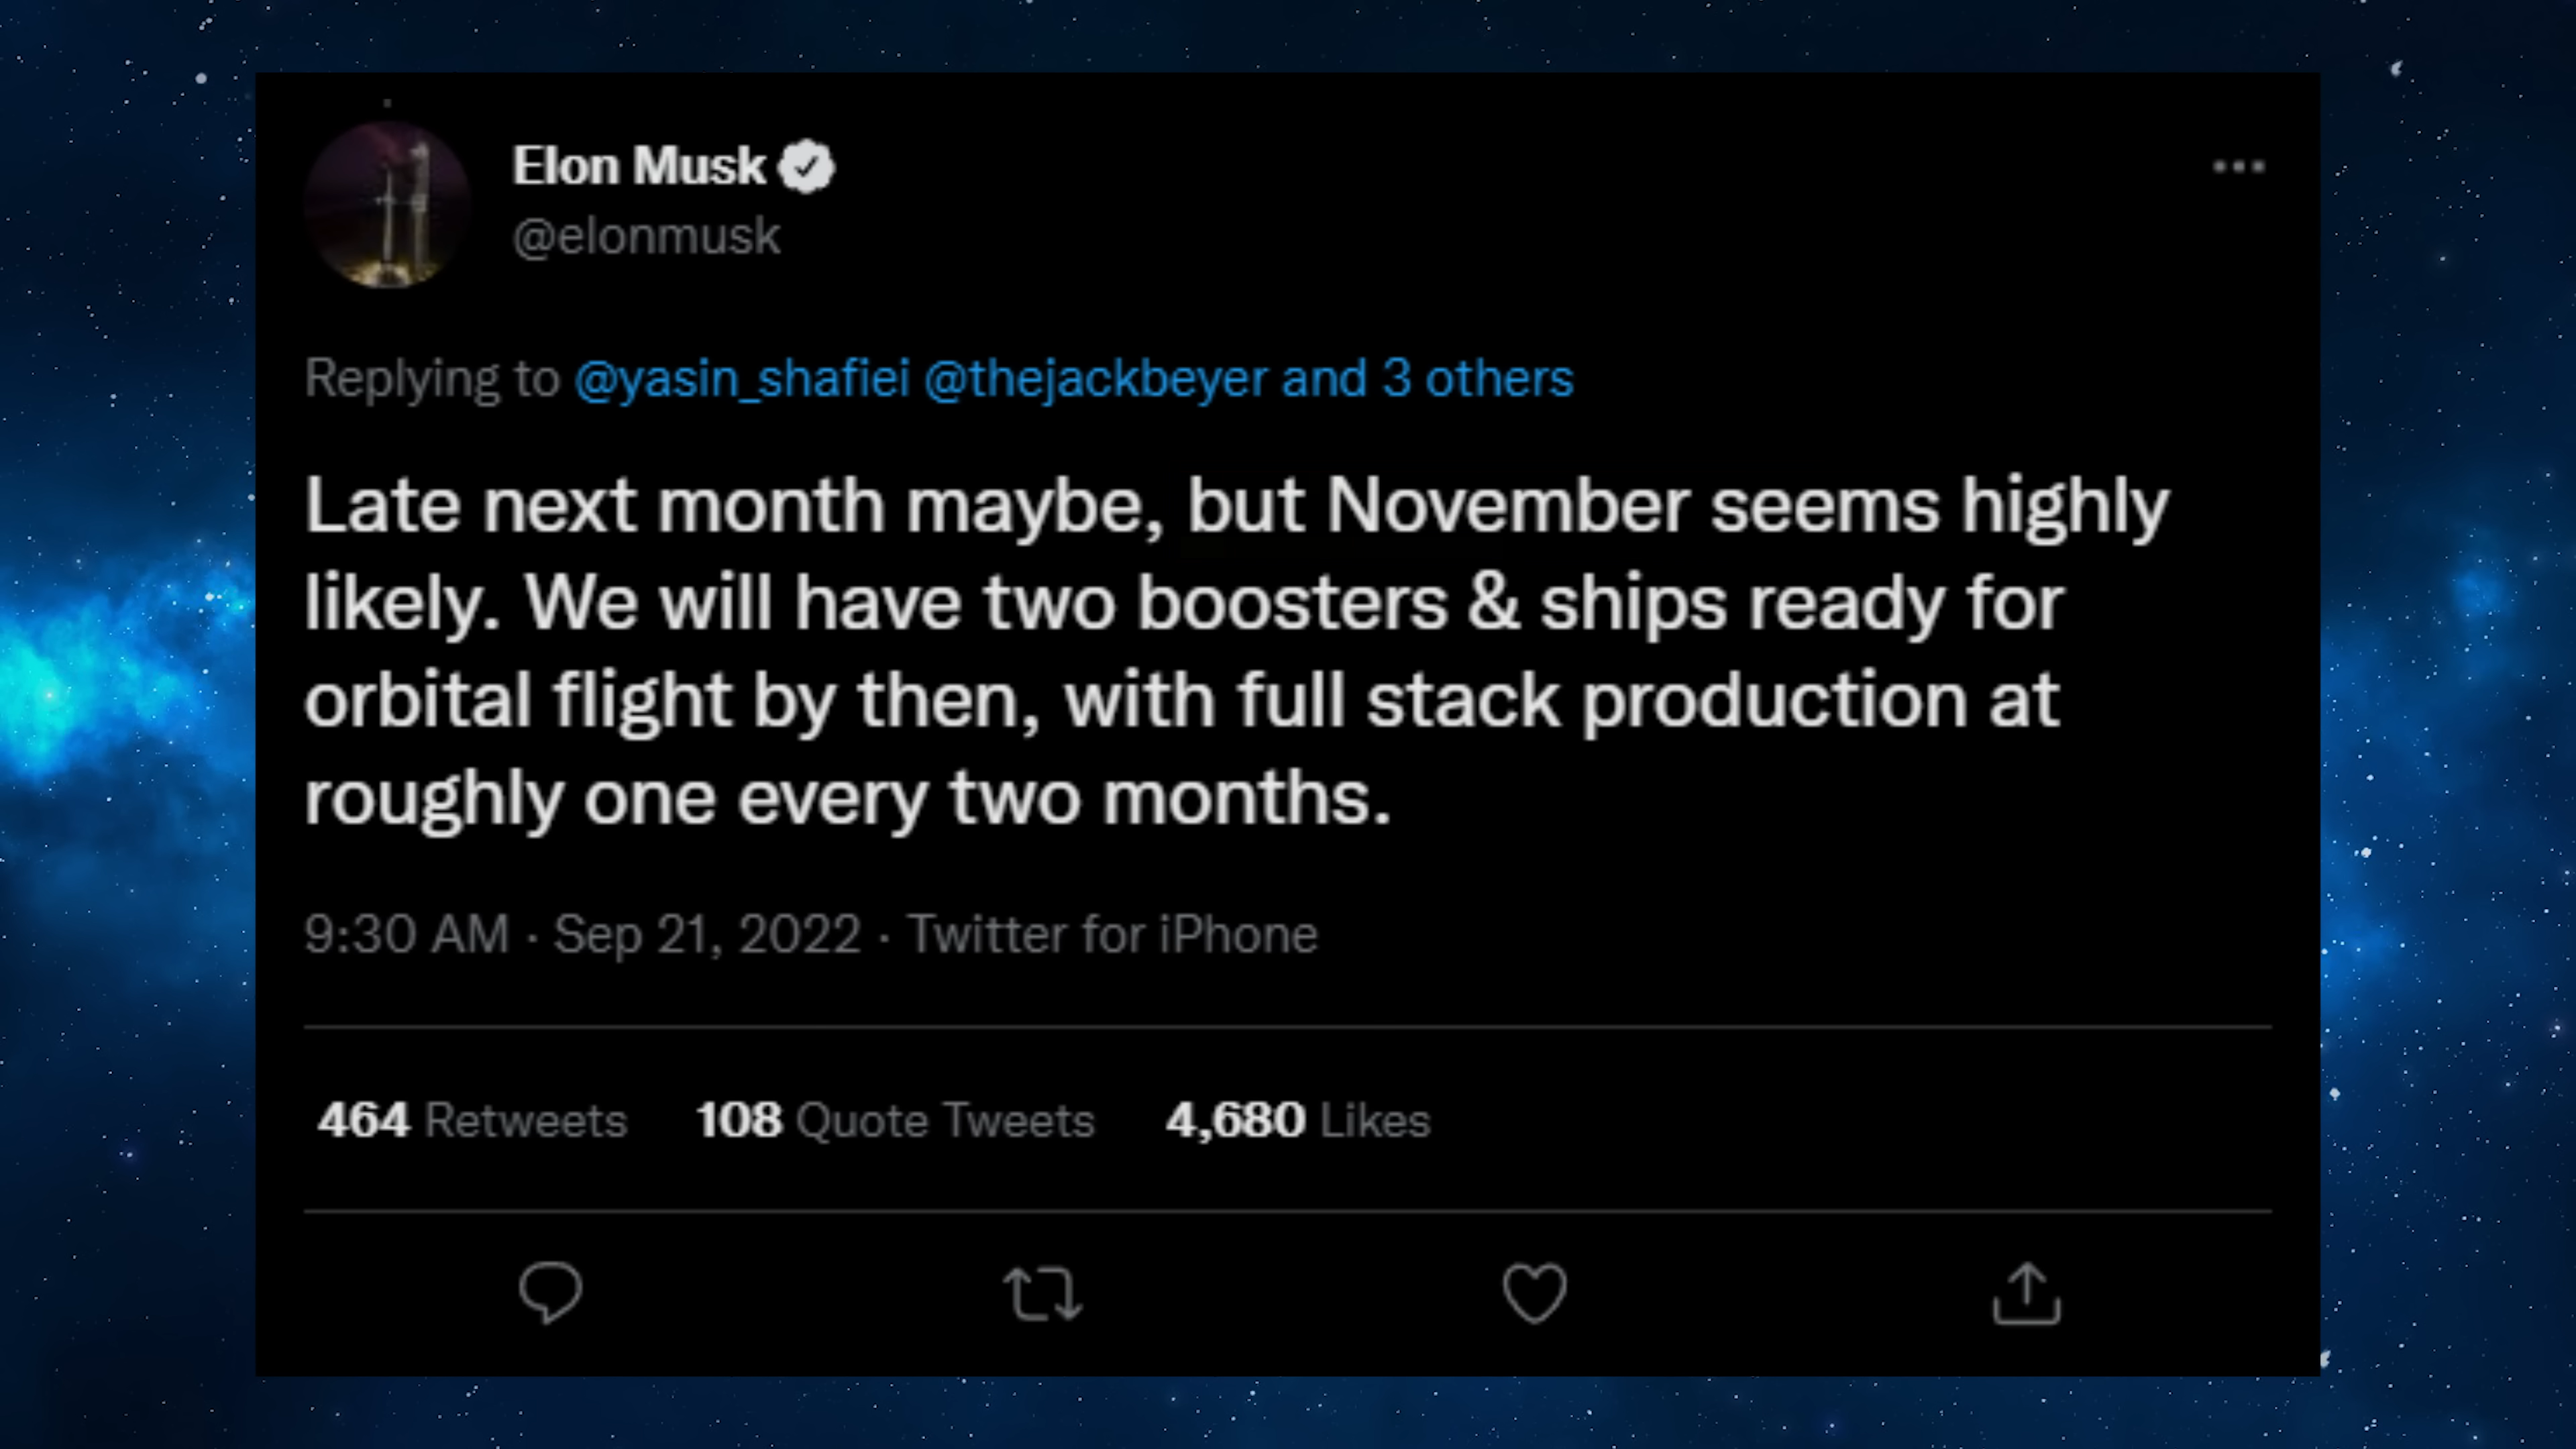 Elon Musk
@elonmusk
Replying to @yasin_shafiei @thejackbeyer and 3 others
Late next month maybe, but November seems highly
likely. We will have two boosters & ships ready for
orbital flight by then, with full stack production at
roughly one every two months.
9:30 AM · Sep 21, 2022 · Twitter for iPhone
464 Retweets 108 Quote Tweets 4,680 Likes